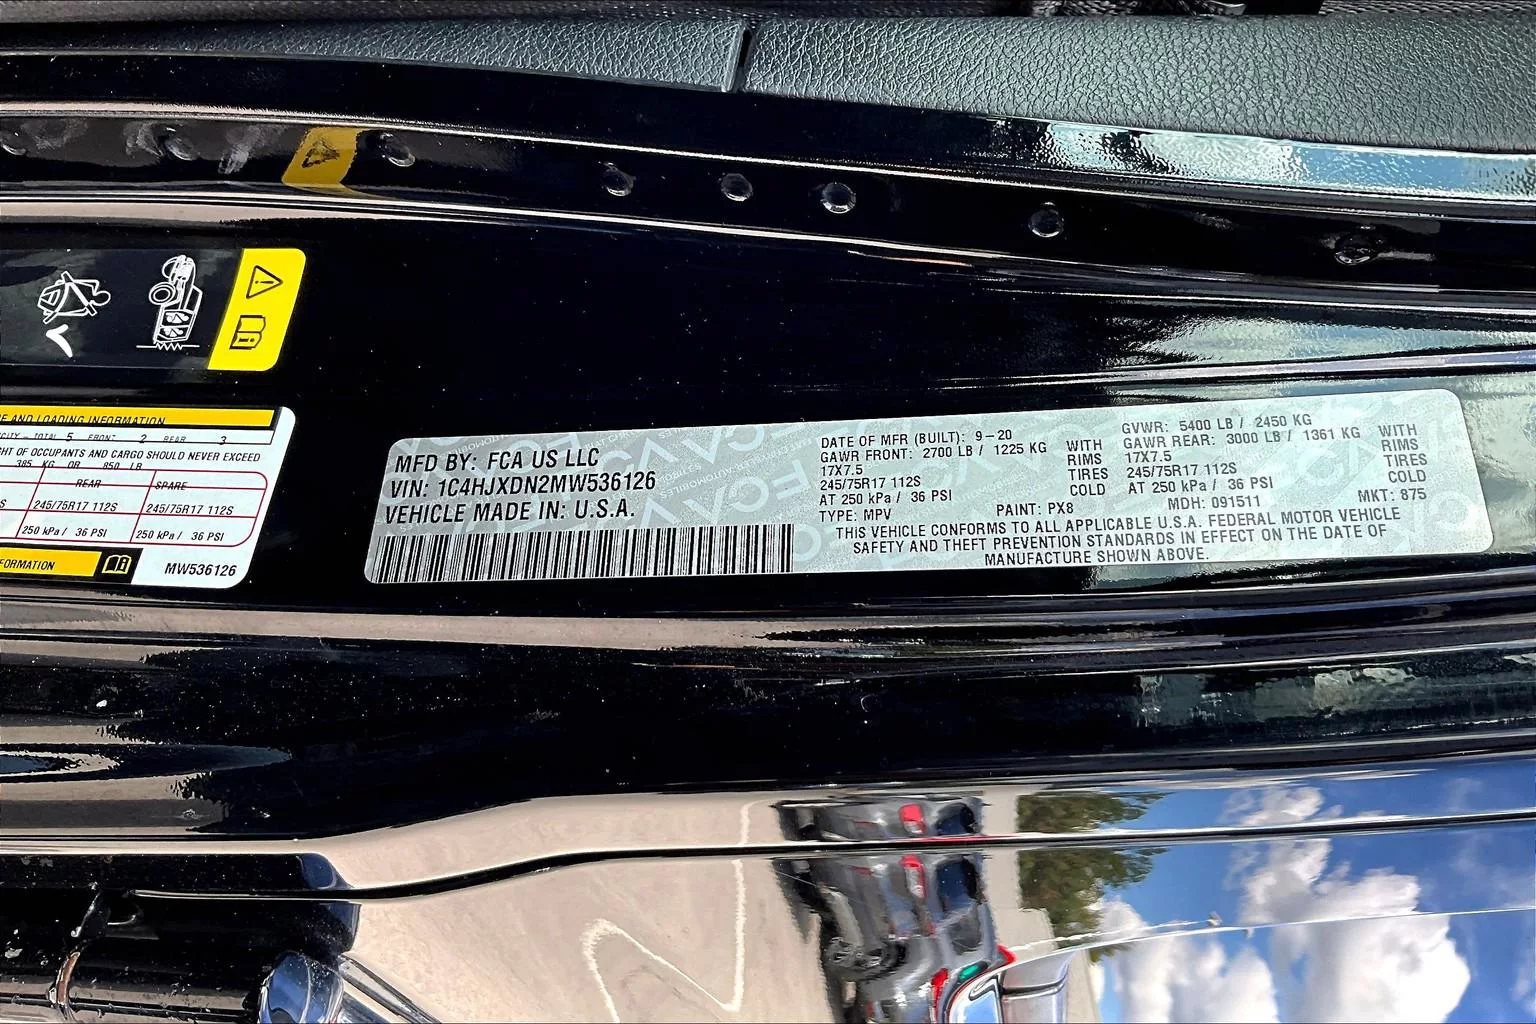 E AND LOADING INFORMATION
CITY - TOTAL 5 FRONT 2 REAR 3
HT OF OCCUPANTS AND CARGO SHOULD NEVER EXCEED
385 KG OR 850 LB
REAR SPARE
S 245/75R17 112S 245/75R17 112S
250 kPa / 36 PSI 250 kPa / 36 PSI
FORMATION
MW536126
MFD BY: FCA US LLC
VIN: 1C4HJXDN2MW536126
VEHICLE MADE IN: U.S.A.
DATE OF MFR (BUILT): 9-20 GVWR: 5400 LB / 2450 KG
GAWR FRONT: 2700 LB / 1225 KG WITH GAWR REAR: 3000 LB / 1361 KG WITH
17X7.5 RIMS 17X7.5 RIMS
245/75R17 112S TIRES 245/75R17 112S TIRES
AT 250 kPa / 36 PSI COLD AT 250 kPa / 36 PSI COLD
TYPE: MPV PAINT: PX8 MDH: 091511 MKT: 875
THIS VEHICLE CONFORMS TO ALL APPLICABLE U.S.A. FEDERAL MOTOR VEHICLE
SAFETY AND THEFT PREVENTION STANDARDS IN EFFECT ON THE DATE OF
MANUFACTURE SHOWN ABOVE.